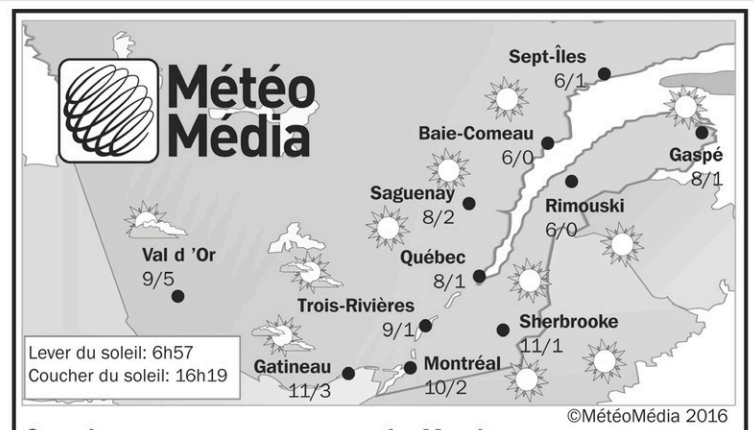 Météo
Média
Sept-Îles
6/1
Baie-Comeau
6/0
Gaspé
8/1
Saguenay
8/2
Rimouski
6/0
Val d 'Or
9/5
Québec
8/1
Trois-Rivières
9/1
Sherbrooke
11/1
Lever du soleil: 6h57
Coucher du soleil: 16h19
Gatineau
11/3
Montréal
10/2
©MétéoMédia 2016